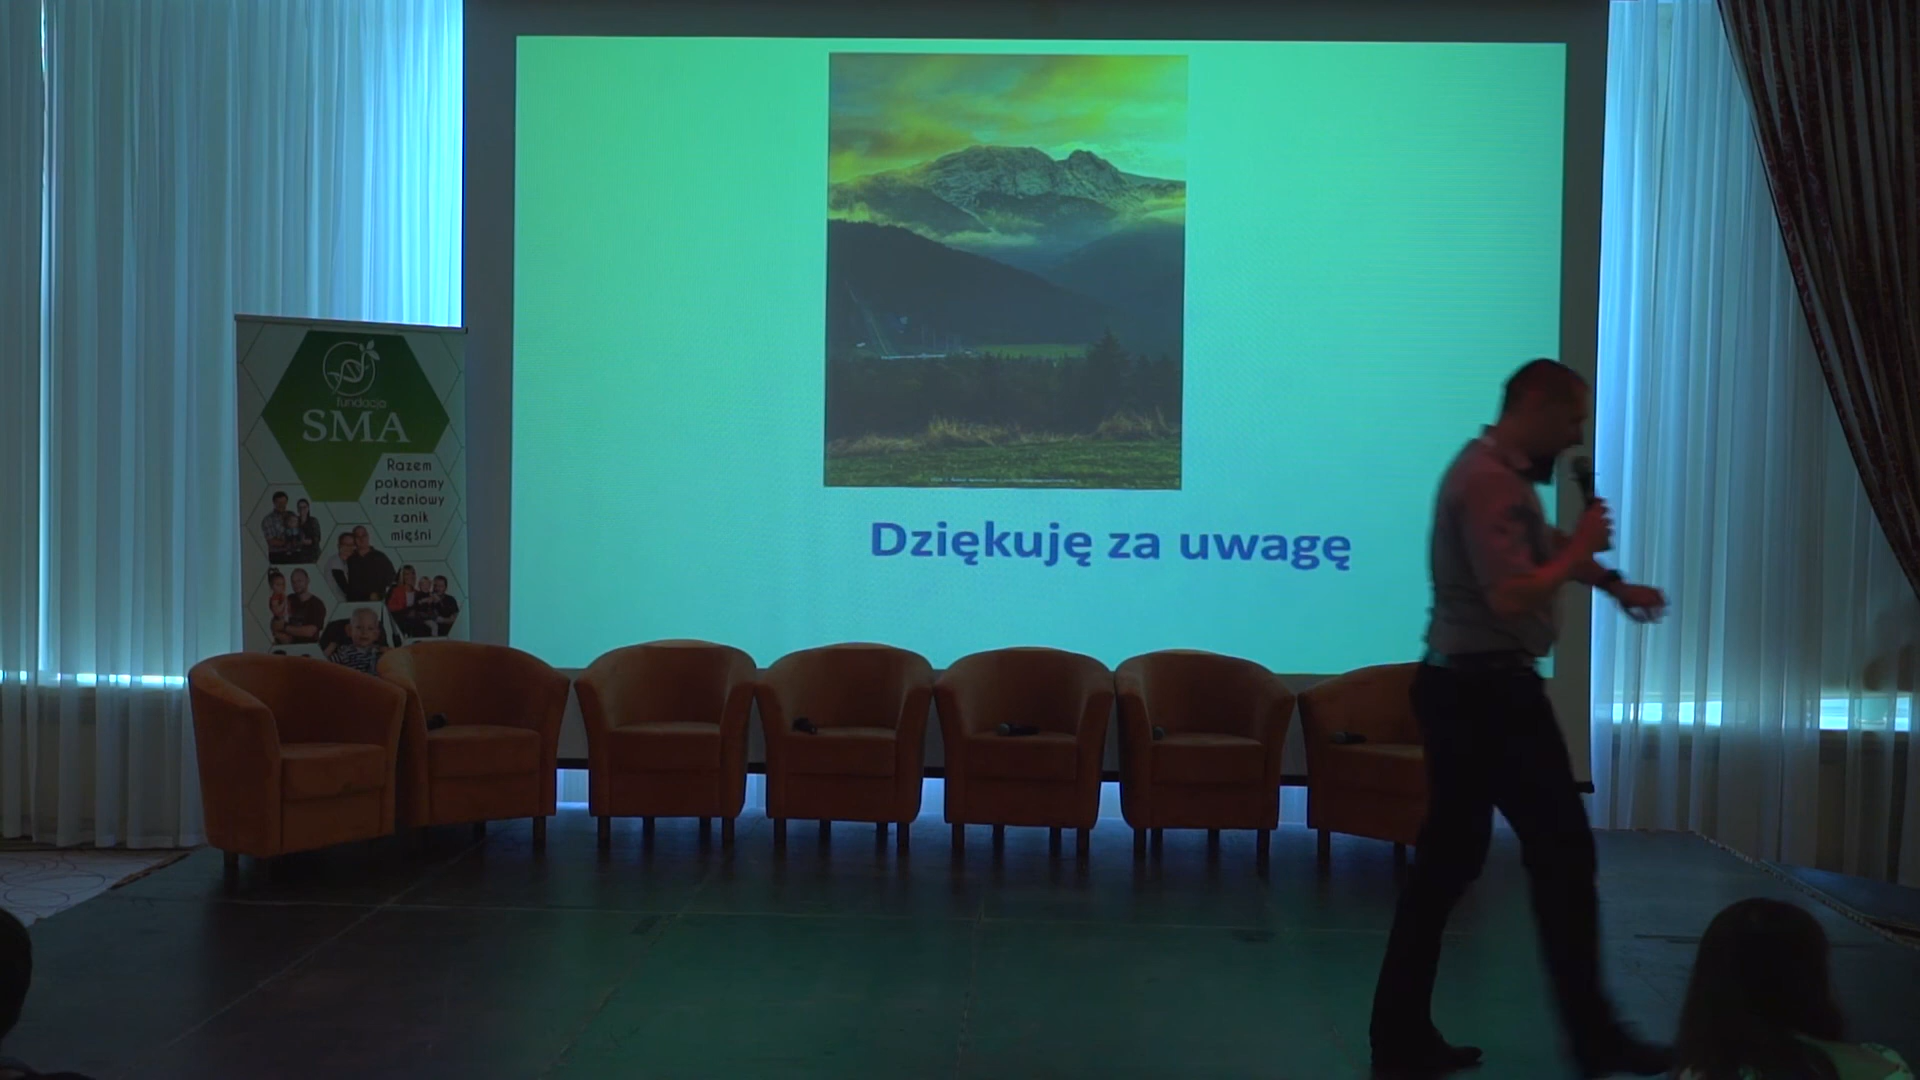 Dziękuję za uwagę
fundacja
SMA
Razem
pokonamy
rdzeniowy
zanik
mięśni